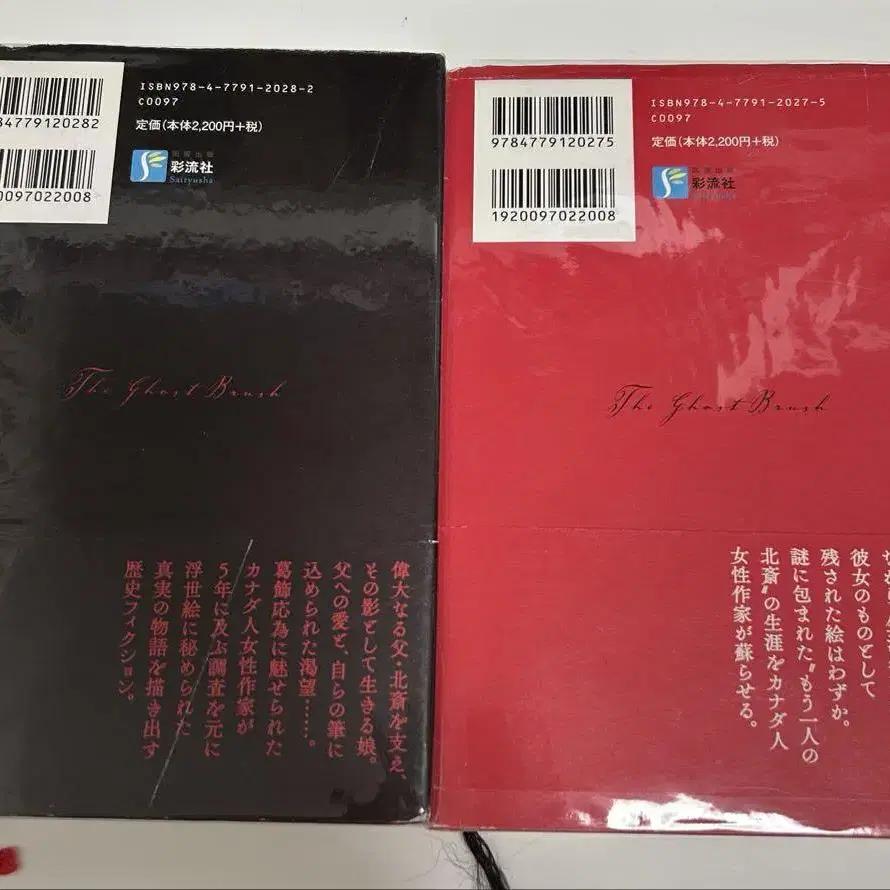 ISBN978-4-7791-2028-2
C0097
定価(本体2,200円+税)
彩流社
Sairyusha
4779120282
0097022008
The Ghost Brush
偉大なる父・北斎を支え、
その影として生きる娘。
父への愛と、自らの筆に
込められた渇望……。
葛飾応為に魅せられた
カナダ人女性作家が
5年に及ぶ調査を元に
浮世絵に秘められた
真実の物語を描き出す
歴史フィクション。
9784779120275
1920097022008
ISBN978-4-7791-2027-5
C0097
定価(本体2,200円+税)
彩流社
The Ghost Brush
彼女のものとして
残された絵はわずか。
謎に包まれた〝もう一人の
北斎〟の生涯をカナダ人
女性作家が蘇らせる。